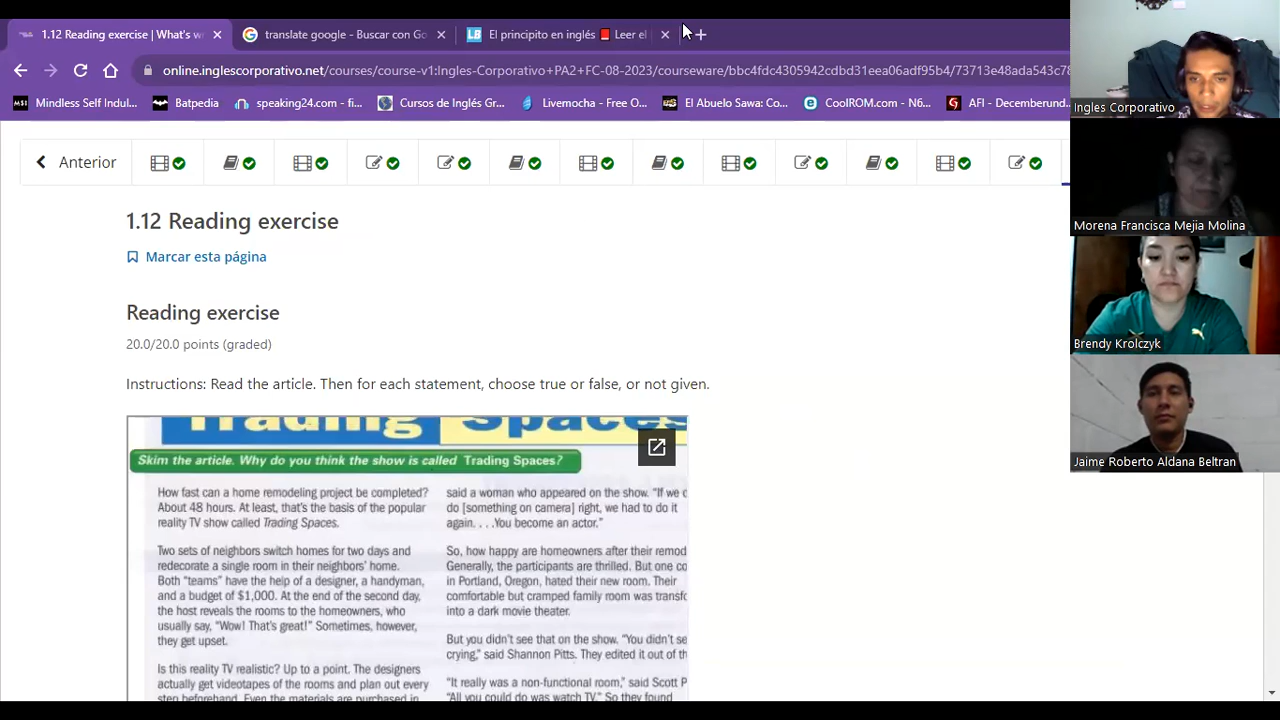 1.12 Reading exercise | What's w
translate google - Buscar con Go
El principito en inglés 📕 Leer el
online.inglescorporativo.net/courses/course-v1:Ingles-Corporativo+PA2+FC-08-2023/courseware/bbc4fdc4305942cdbd31eea06adf95b4/73713e48ada543c78
Mindless Self Indul...
Batpedia
speaking24.com - fi...
Cursos de Inglés Gr...
Livemocha - Free O...
El Abuelo Sawa: Co...
CoolROM.com - N6...
AFI - Decemberund
Anterior
1.12 Reading exercise
Marcar esta página
Reading exercise
20.0/20.0 points (graded)
Instructions: Read the article. Then for each statement, choose true or false, or not given.
Trading Spaces
Skim the article. Why do you think the show is called Trading Spaces?
How fast can a home remodeling project be completed?
About 48 hours. At least, that's the basis of the popular
reality TV show called Trading Spaces.
Two sets of neighbors switch homes for two days and
redecorate a single room in their neighbors' home.
Both "teams" have the help of a designer, a handyman,
and a budget of $1,000. At the end of the second day,
the host reveals the rooms to the homeowners, who
usually say, "Wow! That's great!" Sometimes, however,
they get upset.
Is this reality TV realistic? Up to a point. The designers
actually get videotapes of the rooms and plan out every
step beforehand. Even the materials are purchased in
said a woman who appeared on the show. "If we
do [something on camera] right, we had to do it
again. . . .You become an actor."
So, how happy are homeowners after their remod
Generally, the participants are thrilled. But one co
in Portland, Oregon, hated their new room. Their
comfortable but cramped family room was transfo
into a dark movie theater.
But you didn't see that on the show. "You didn't se
crying," said Shannon Pitts. They edited it out of th
"It really was a non-functional room," said Scott P
"All you could do was watch TV." So they found
Ingles Corporativo
Morena Francisca Mejia Molina
Brendy Krolczyk
Jaime Roberto Aldana Beltran